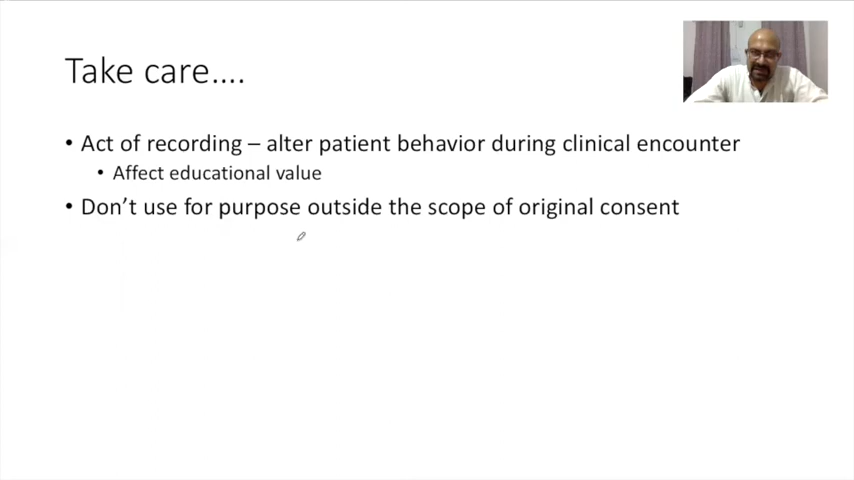 Take care....
• Act of recording – alter patient behavior during clinical encounter
• Affect educational value
• Don't use for purpose outside the scope of original consent